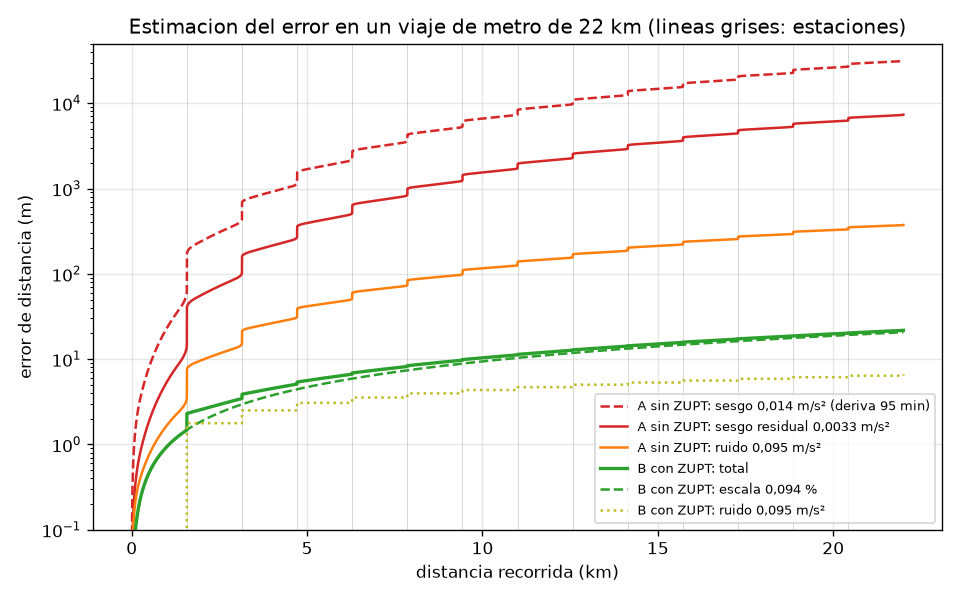 Estimacion del error en un viaje de metro de 22 km (lineas grises: estaciones)
error de distancia (m)
10⁴
10³
10²
10¹
10⁰
10⁻¹
A sin ZUPT: sesgo 0,014 m/s² (deriva 95 min)
A sin ZUPT: sesgo residual 0,0033 m/s²
A sin ZUPT: ruido 0,095 m/s²
B con ZUPT: total
B con ZUPT: escala 0,094 %
B con ZUPT: ruido 0,095 m/s²
0 5 10 15 20
distancia recorrida (km)